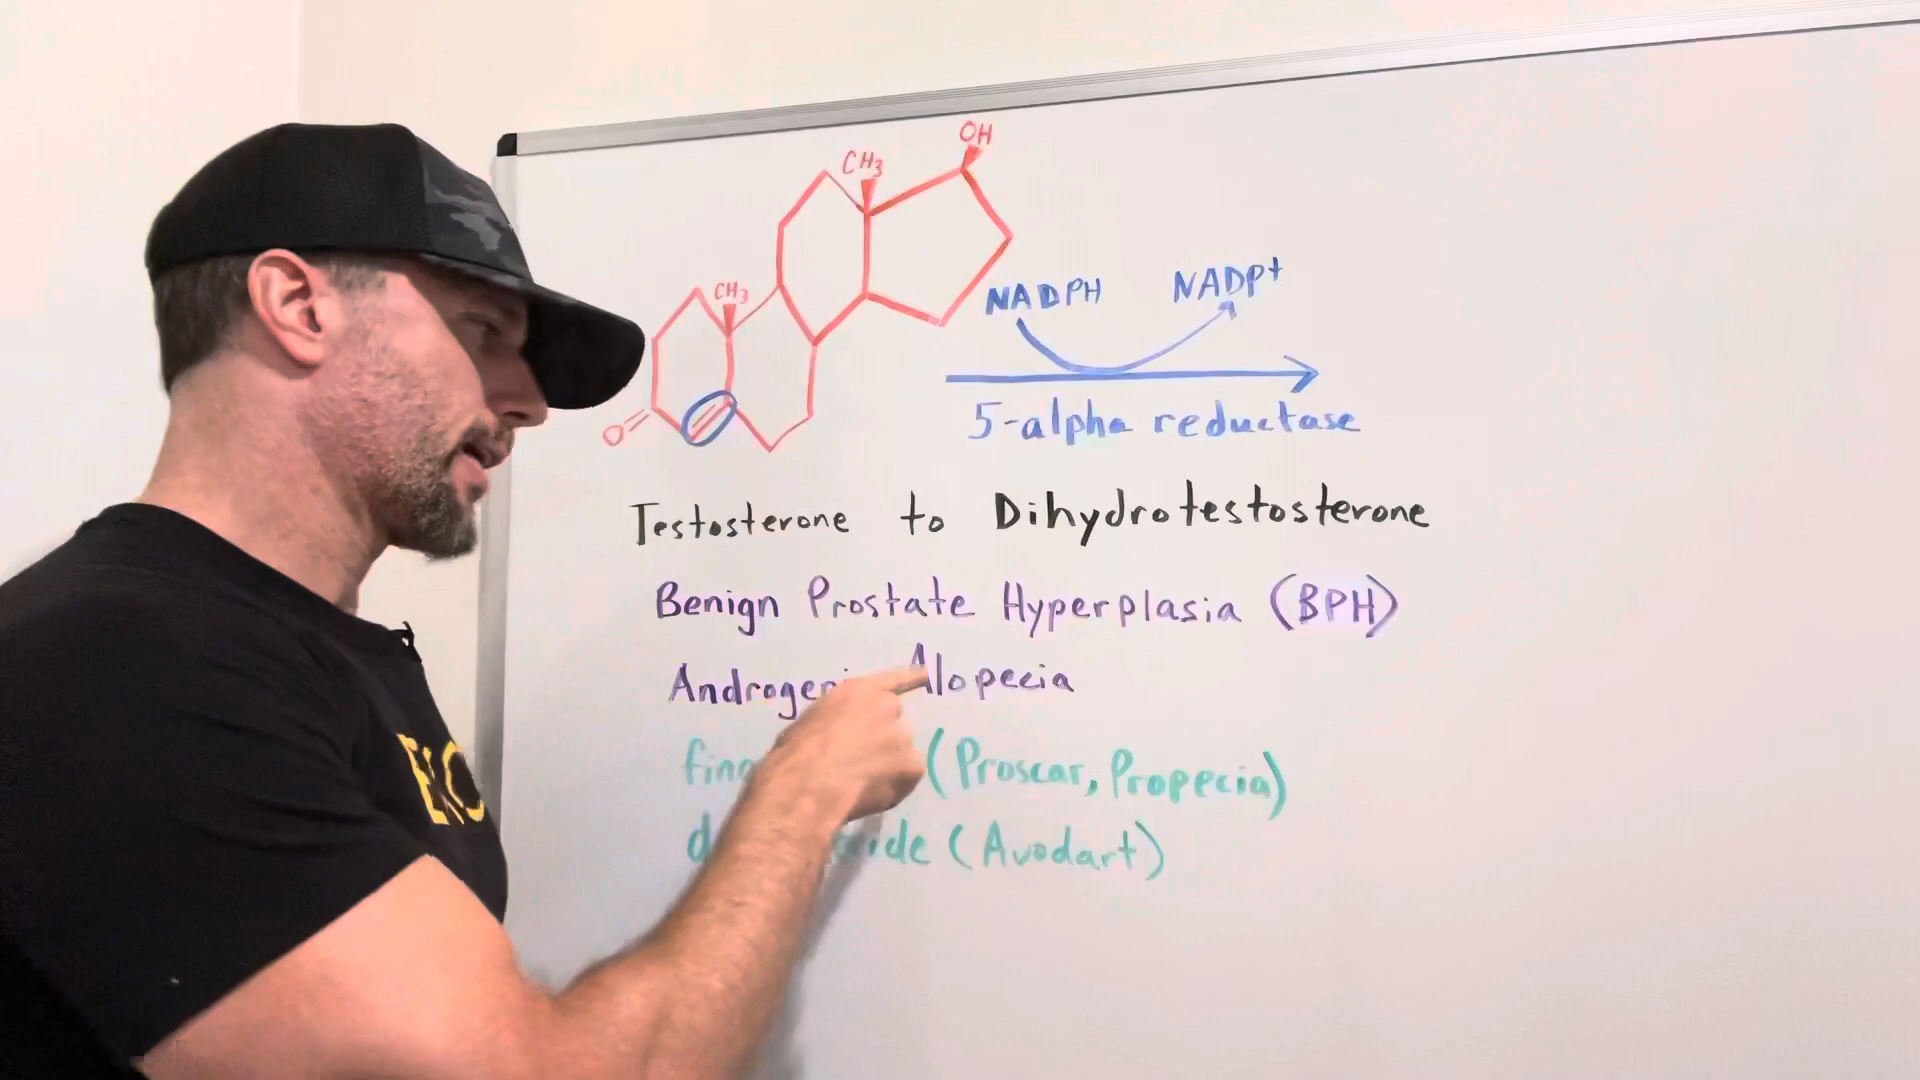 OH
CH3
CH3
O
NADPH NADP+
5-alpha reductase
Testosterone to Dihydrotestosterone
Benign Prostate Hyperplasia (BPH)
Alopecia
(Proscar, Propecia)
(Avodart)